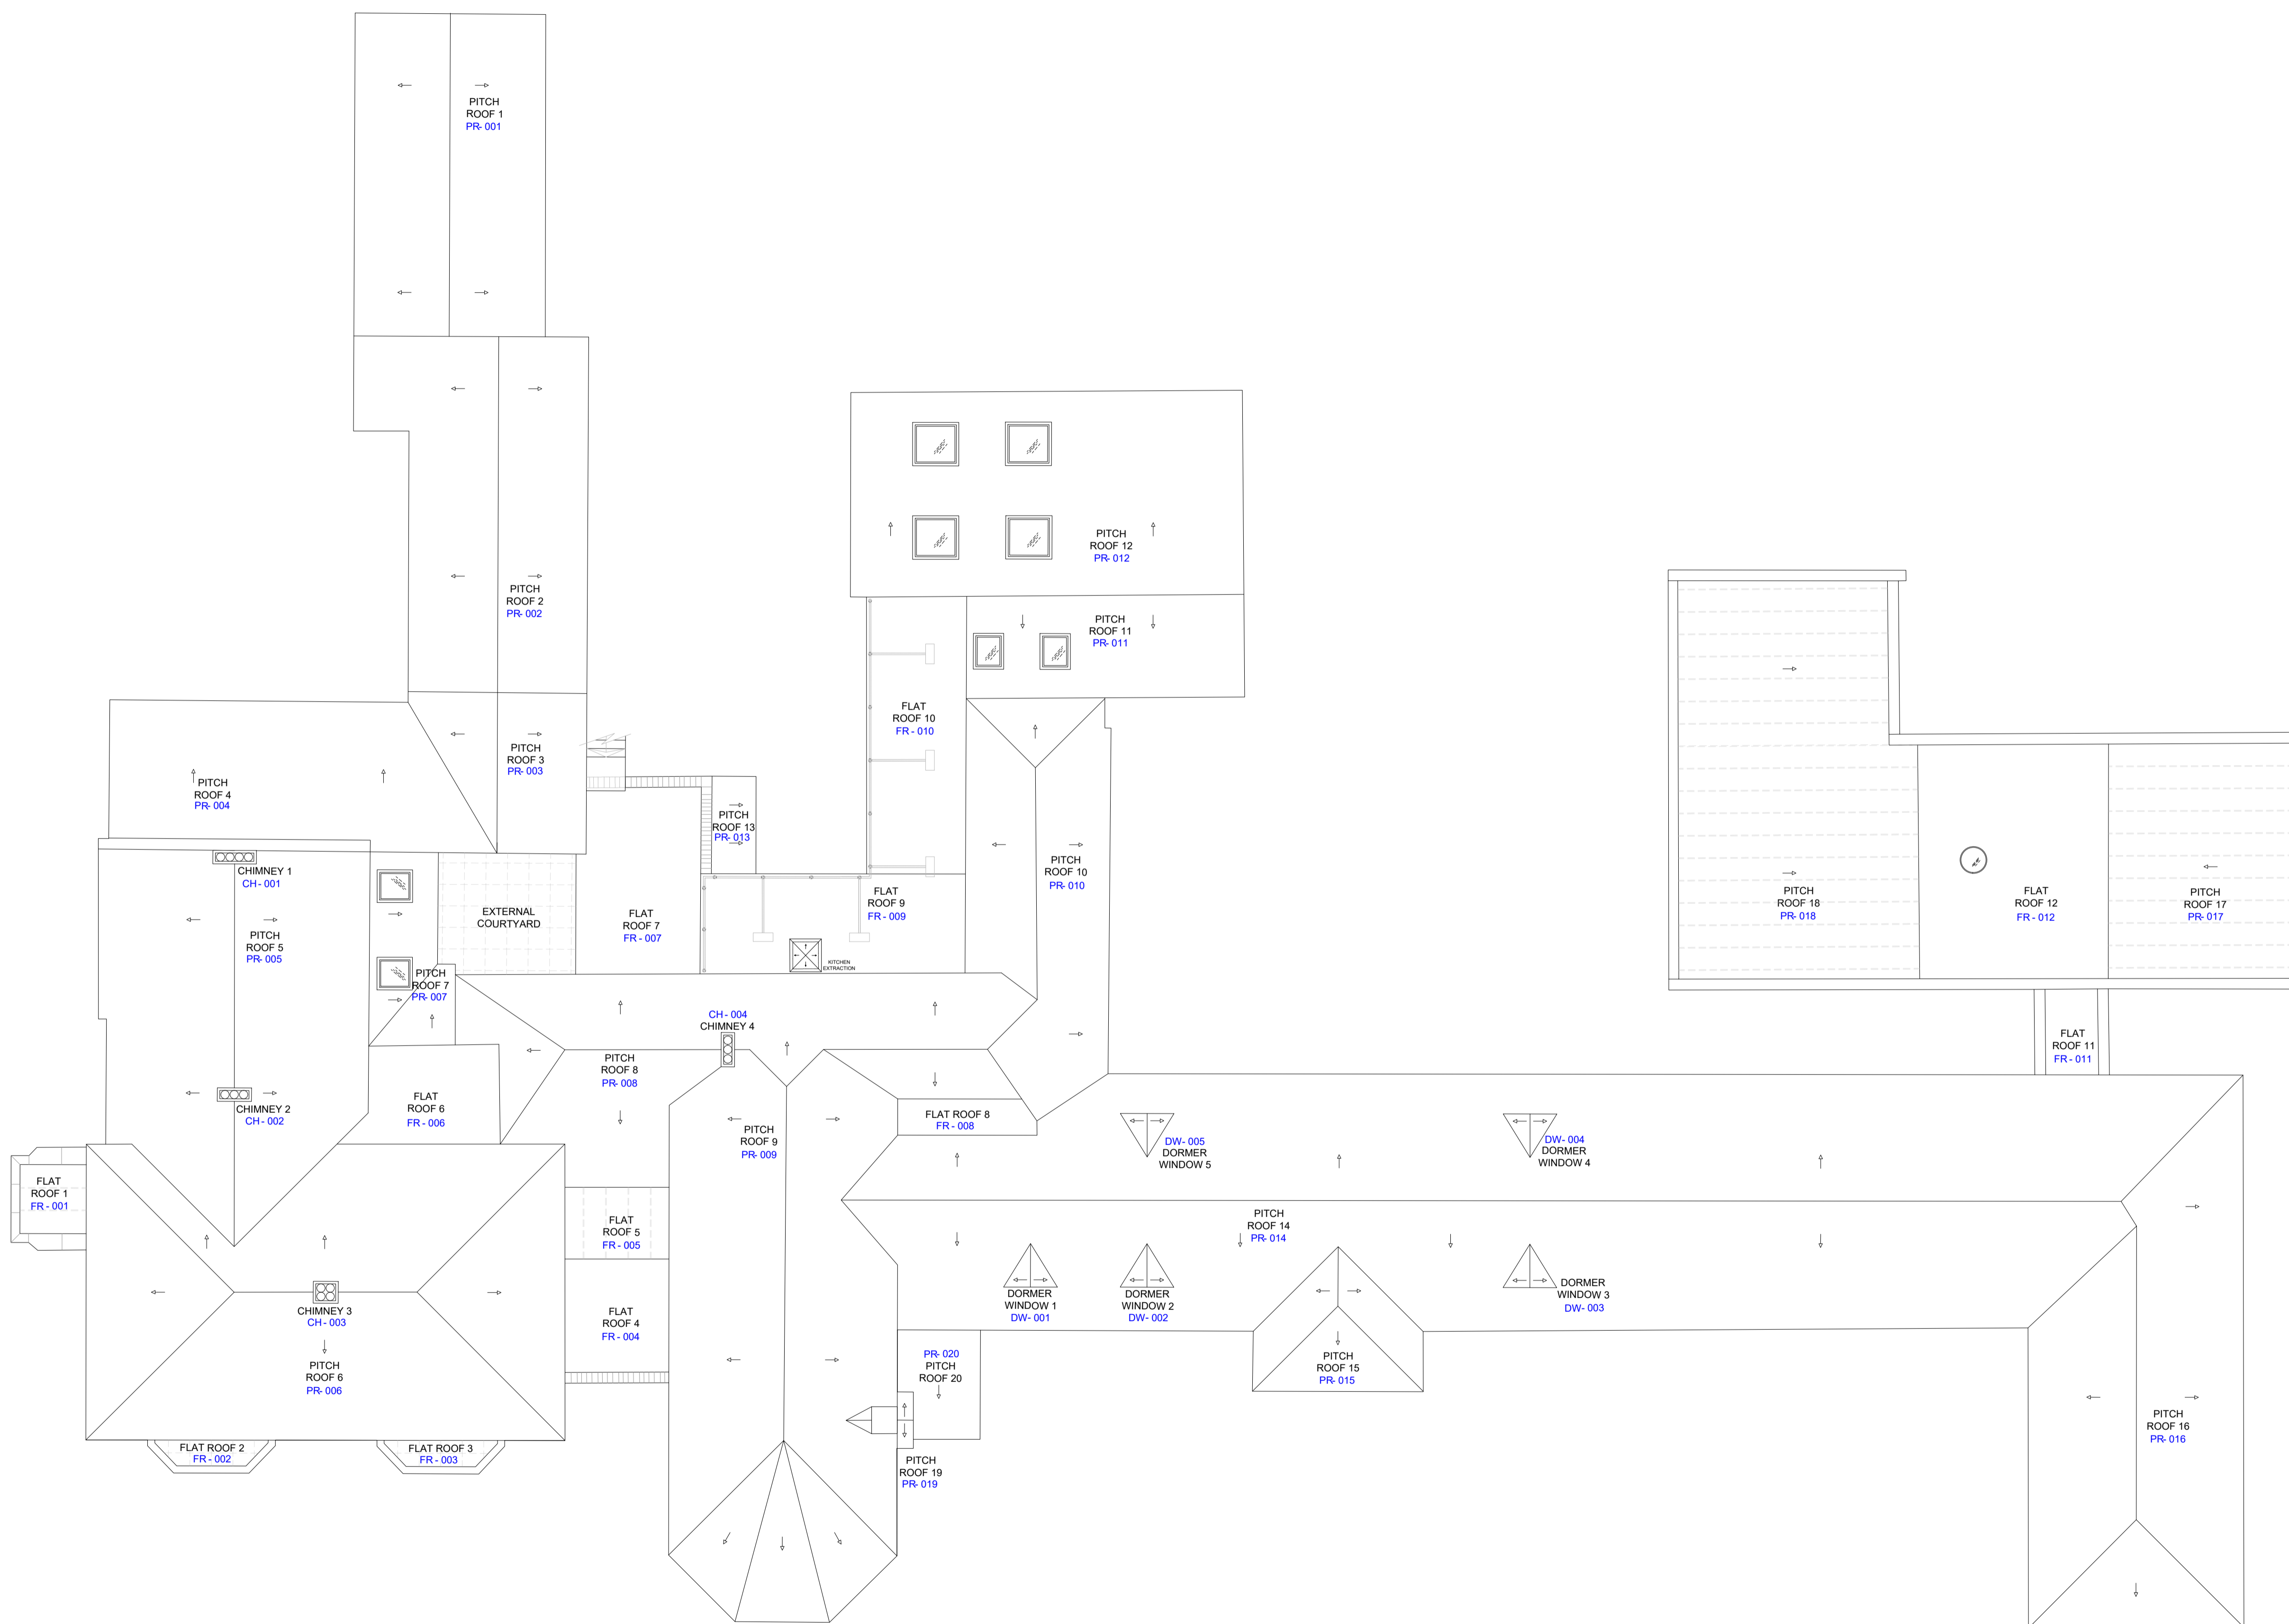 PITCH
ROOF 1
PR- 001
PITCH
ROOF 2
PR- 002
PITCH
ROOF 12
PR- 012
PITCH
ROOF 11
PR- 011
FLAT
ROOF 10
FR - 010
PITCH
ROOF 3
PR- 003
PITCH
ROOF 4
PR- 004
PITCH
ROOF 13
PR- 013
CHIMNEY 1
CH - 001
PITCH
ROOF 5
PR- 005
EXTERNAL
COURTYARD
FLAT
ROOF 7
FR - 007
FLAT
ROOF 9
FR - 009
KITCHEN
EXTRACTION
PITCH
ROOF 10
PR- 010
PITCH
ROOF 18
PR- 018
FLAT
ROOF 12
FR - 012
PITCH
ROOF 17
PR- 017
PITCH
ROOF 7
PR- 007
CH - 004
CHIMNEY 4
FLAT
ROOF 11
FR - 011
PITCH
ROOF 8
PR- 008
FLAT
ROOF 6
FR - 006
CHIMNEY 2
CH - 002
FLAT ROOF 8
FR - 008
PITCH
ROOF 9
PR- 009
DW- 005
DORMER
WINDOW 5
DW- 004
DORMER
WINDOW 4
FLAT
ROOF 1
FR - 001
FLAT
ROOF 5
FR - 005
PITCH
ROOF 14
PR- 014
DORMER
WINDOW 1
DW- 001
DORMER
WINDOW 2
DW- 002
DORMER
WINDOW 3
DW- 003
CHIMNEY 3
CH - 003
FLAT
ROOF 4
FR - 004
PITCH
ROOF 6
PR- 006
PR- 020
PITCH
ROOF 20
PITCH
ROOF 15
PR- 015
PITCH
ROOF 16
PR- 016
FLAT ROOF 2
FR - 002
FLAT ROOF 3
FR - 003
PITCH
ROOF 19
PR- 019